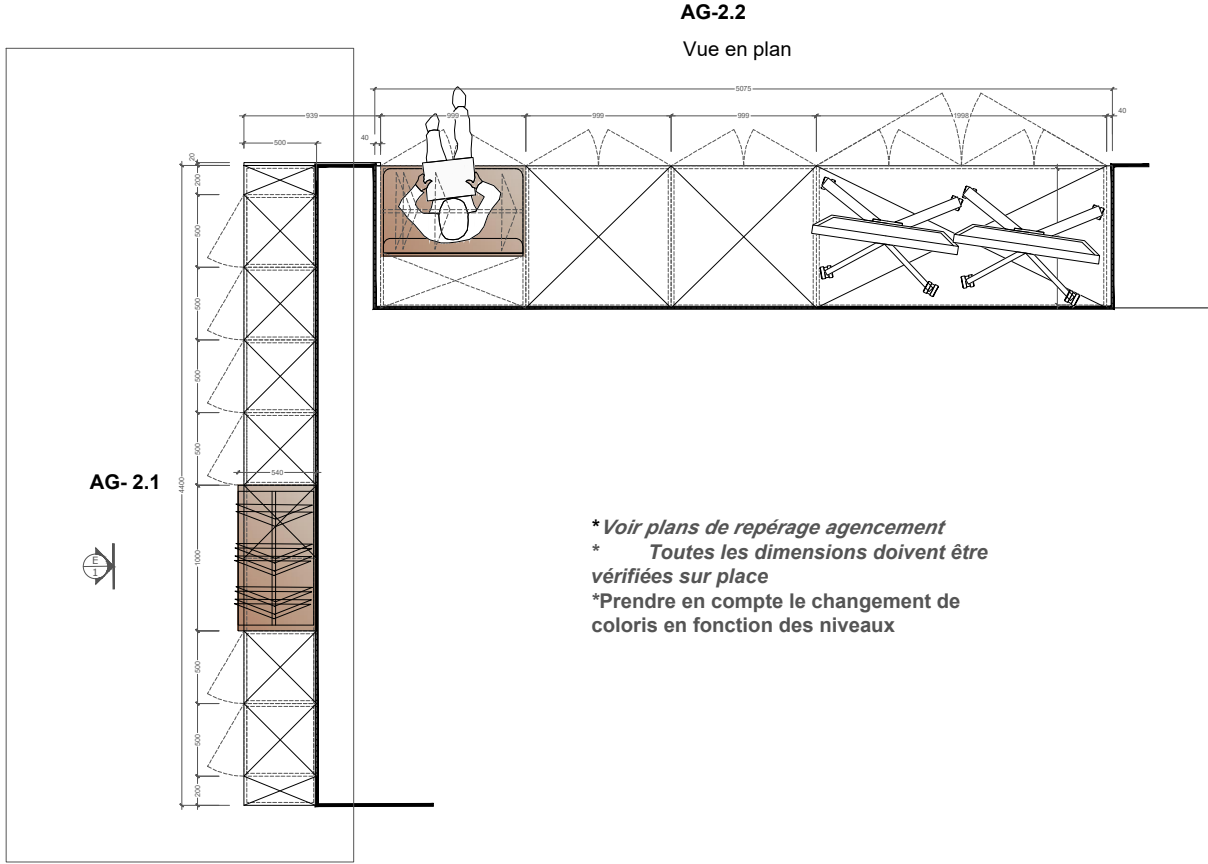 AG-2.2
Vue en plan
5075
939
999
999
999
1998
40
40
500
20
200
500
500
500
500
540
4400
AG- 2.1
E
1
1000
500
500
200
* Voir plans de repérage agencement
* Toutes les dimensions doivent être
vérifiées sur place
*Prendre en compte le changement de
coloris en fonction des niveaux